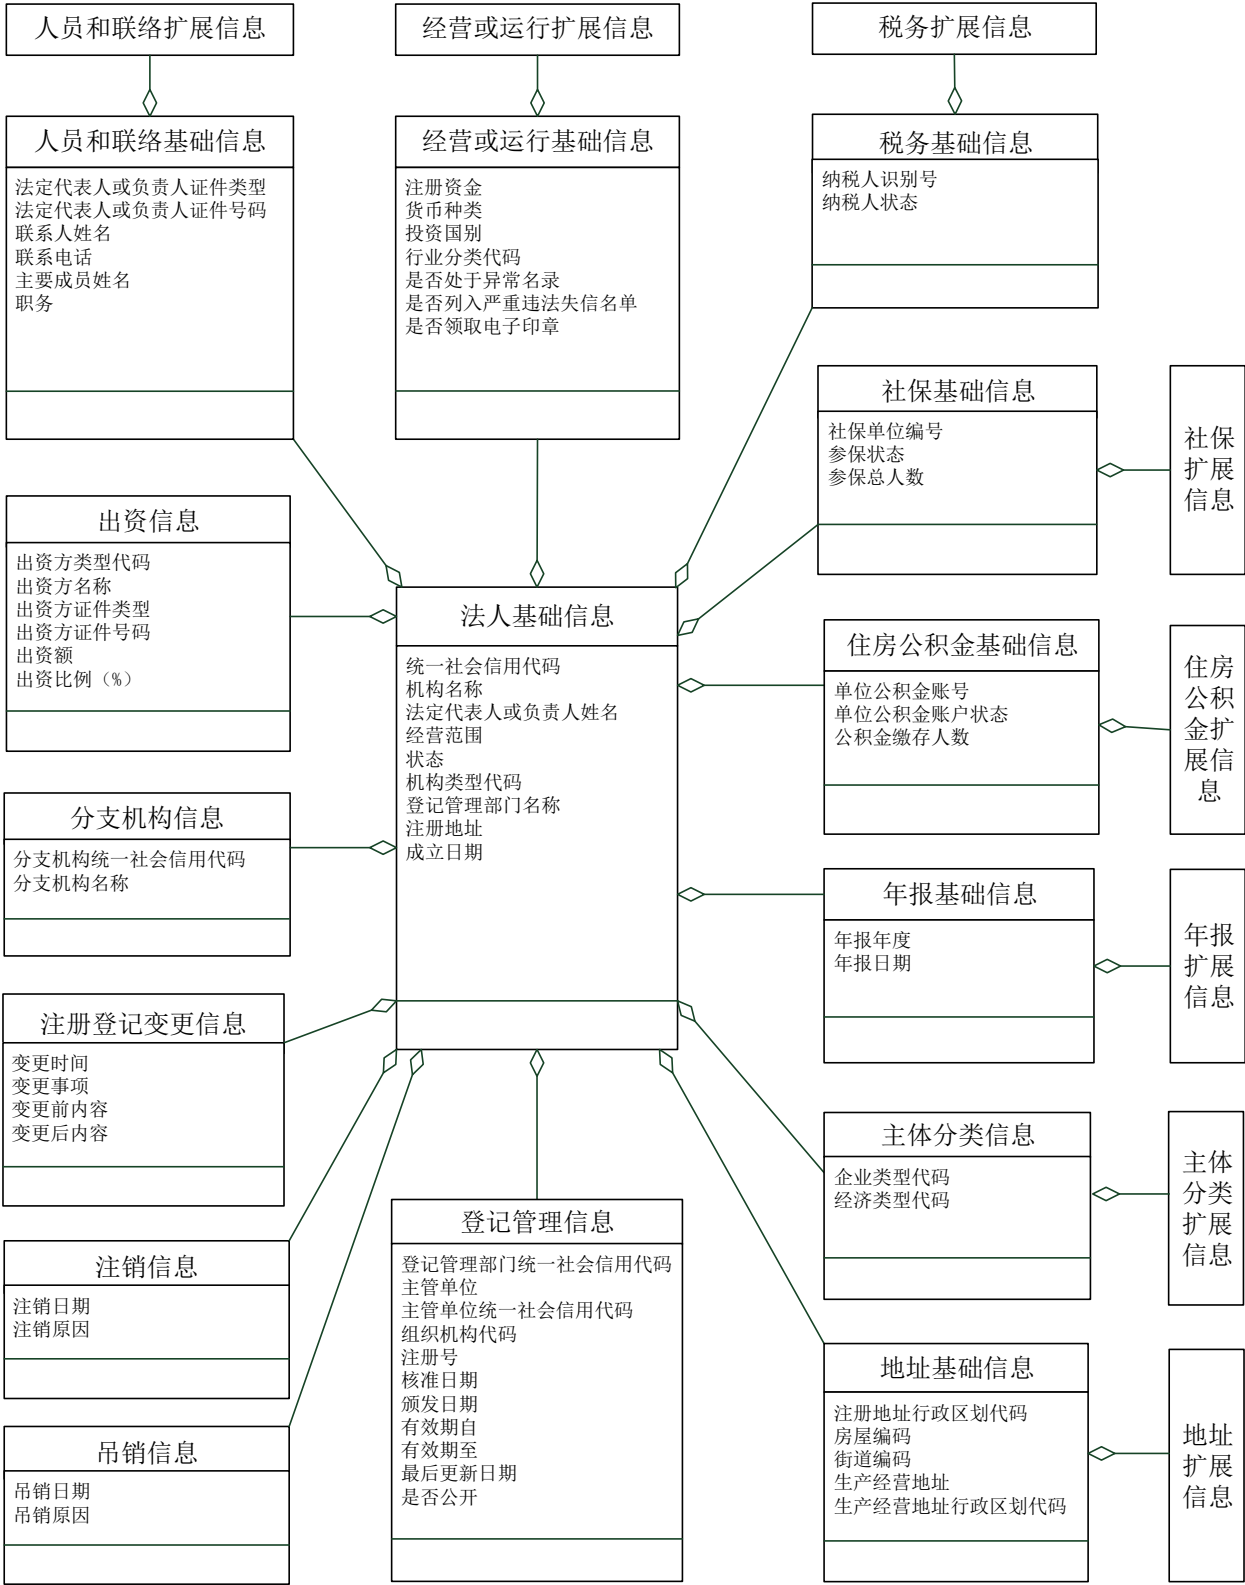 人员和联络扩展信息
经营或运行扩展信息
税务扩展信息
人员和联络基础信息
法定代表人或负责人证件类型
法定代表人或负责人证件号码
联系人姓名
联系电话
主要成员姓名
职务
经营或运行基础信息
注册资金
货币种类
投资国别
行业分类代码
是否处于异常名录
是否列入严重违法失信名单
是否领取电子印章
税务基础信息
纳税人识别号
纳税人状态
社保基础信息
社保单位编号
参保状态
参保总人数
社保
扩展
信息
出资信息
出资方类型代码
出资方名称
出资方证件类型
出资方证件号码
出资额
出资比例（%）
法人基础信息
统一社会信用代码
机构名称
法定代表人或负责人姓名
经营范围
状态
机构类型代码
登记管理部门名称
注册地址
成立日期
住房公积金基础信息
单位公积金账号
单位公积金账户状态
公积金缴存人数
住房
公积
金扩
展信
息
分支机构信息
分支机构统一社会信用代码
分支机构名称
年报基础信息
年报年度
年报日期
年报
扩展
信息
注册登记变更信息
变更时间
变更事项
变更前内容
变更后内容
主体分类信息
企业类型代码
经济类型代码
主体
分类
扩展
信息
注销信息
注销日期
注销原因
登记管理信息
登记管理部门统一社会信用代码
主管单位
主管单位统一社会信用代码
组织机构代码
注册号
核准日期
颁发日期
有效期自
有效期至
最后更新日期
是否公开
地址基础信息
注册地址行政区划代码
房屋编码
街道编码
生产经营地址
生产经营地址行政区划代码
地址
扩展
信息
吊销信息
吊销日期
吊销原因